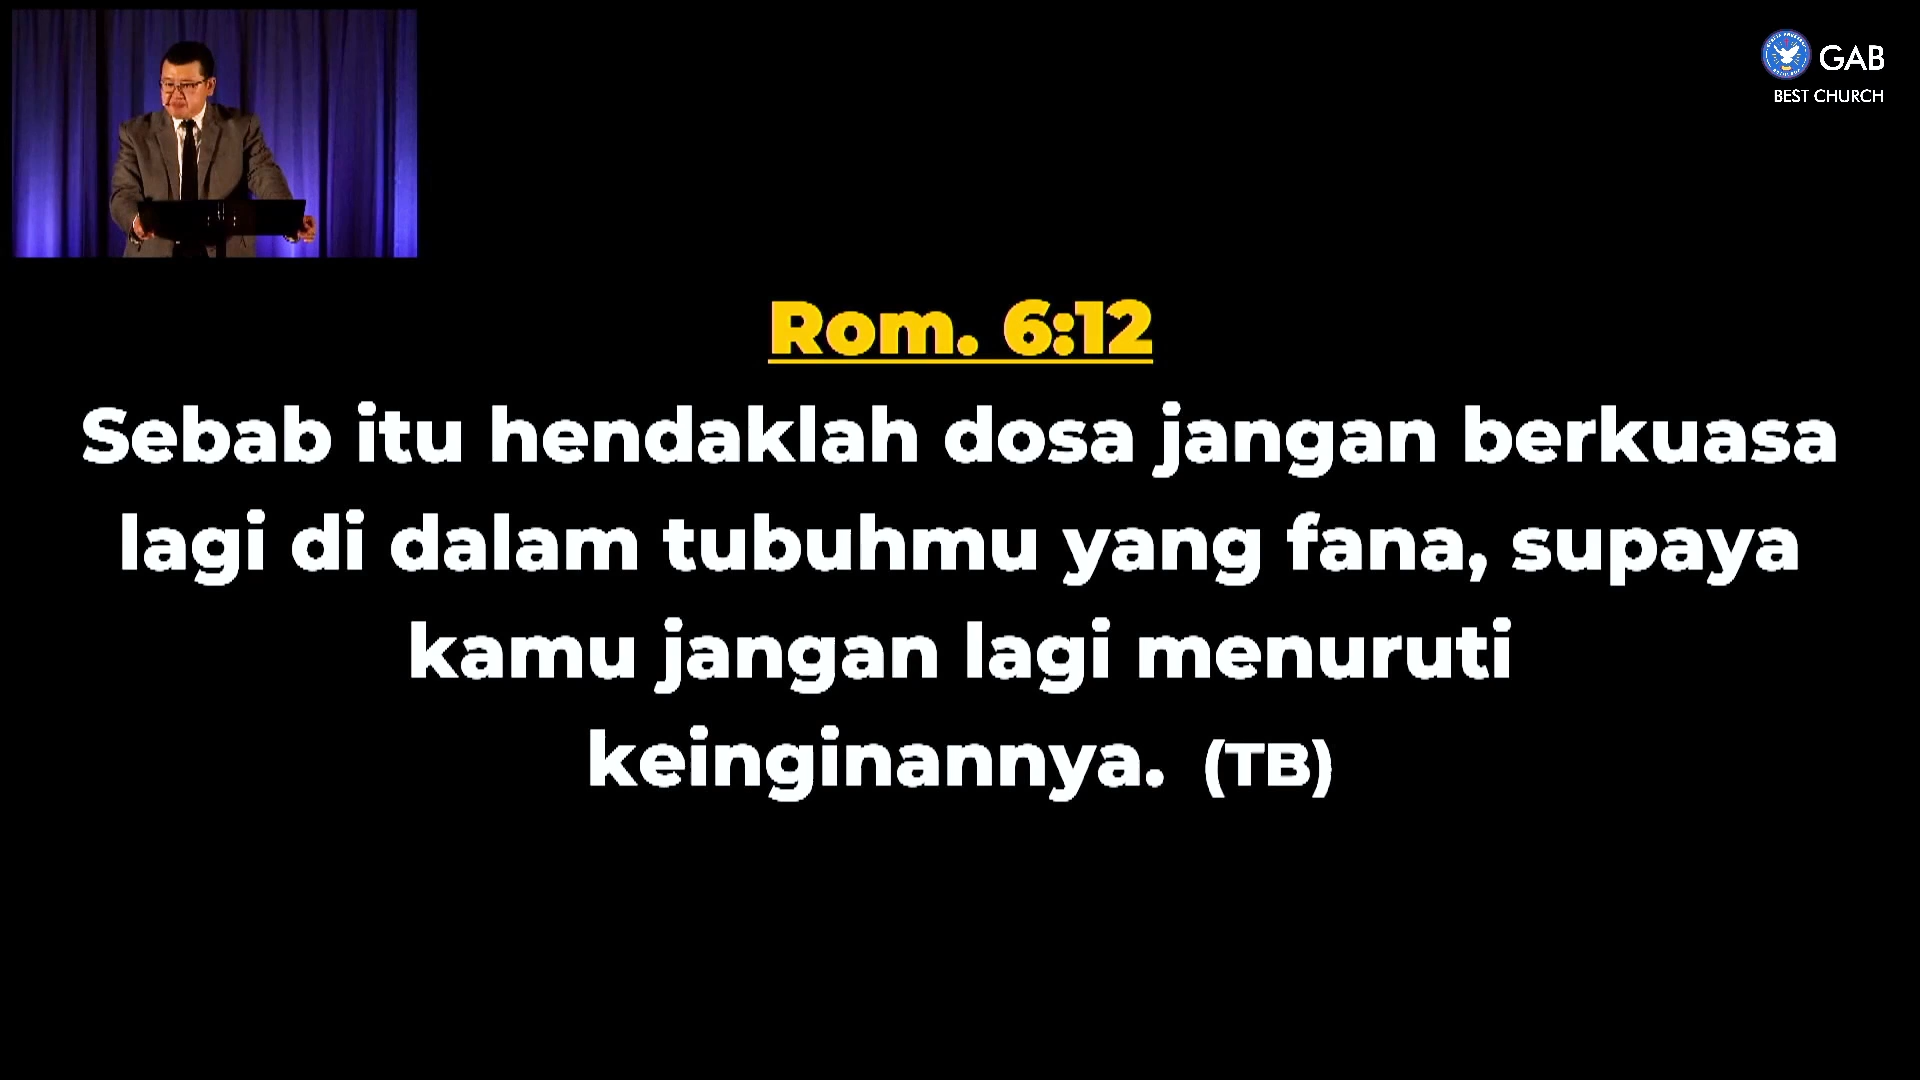 GAB
BEST CHURCH
Rom. 6:12
Sebab itu hendaklah dosa jangan berkuasa
lagi di dalam tubuhmu yang fana, supaya
kamu jangan lagi menuruti
keinginannya. (TB)